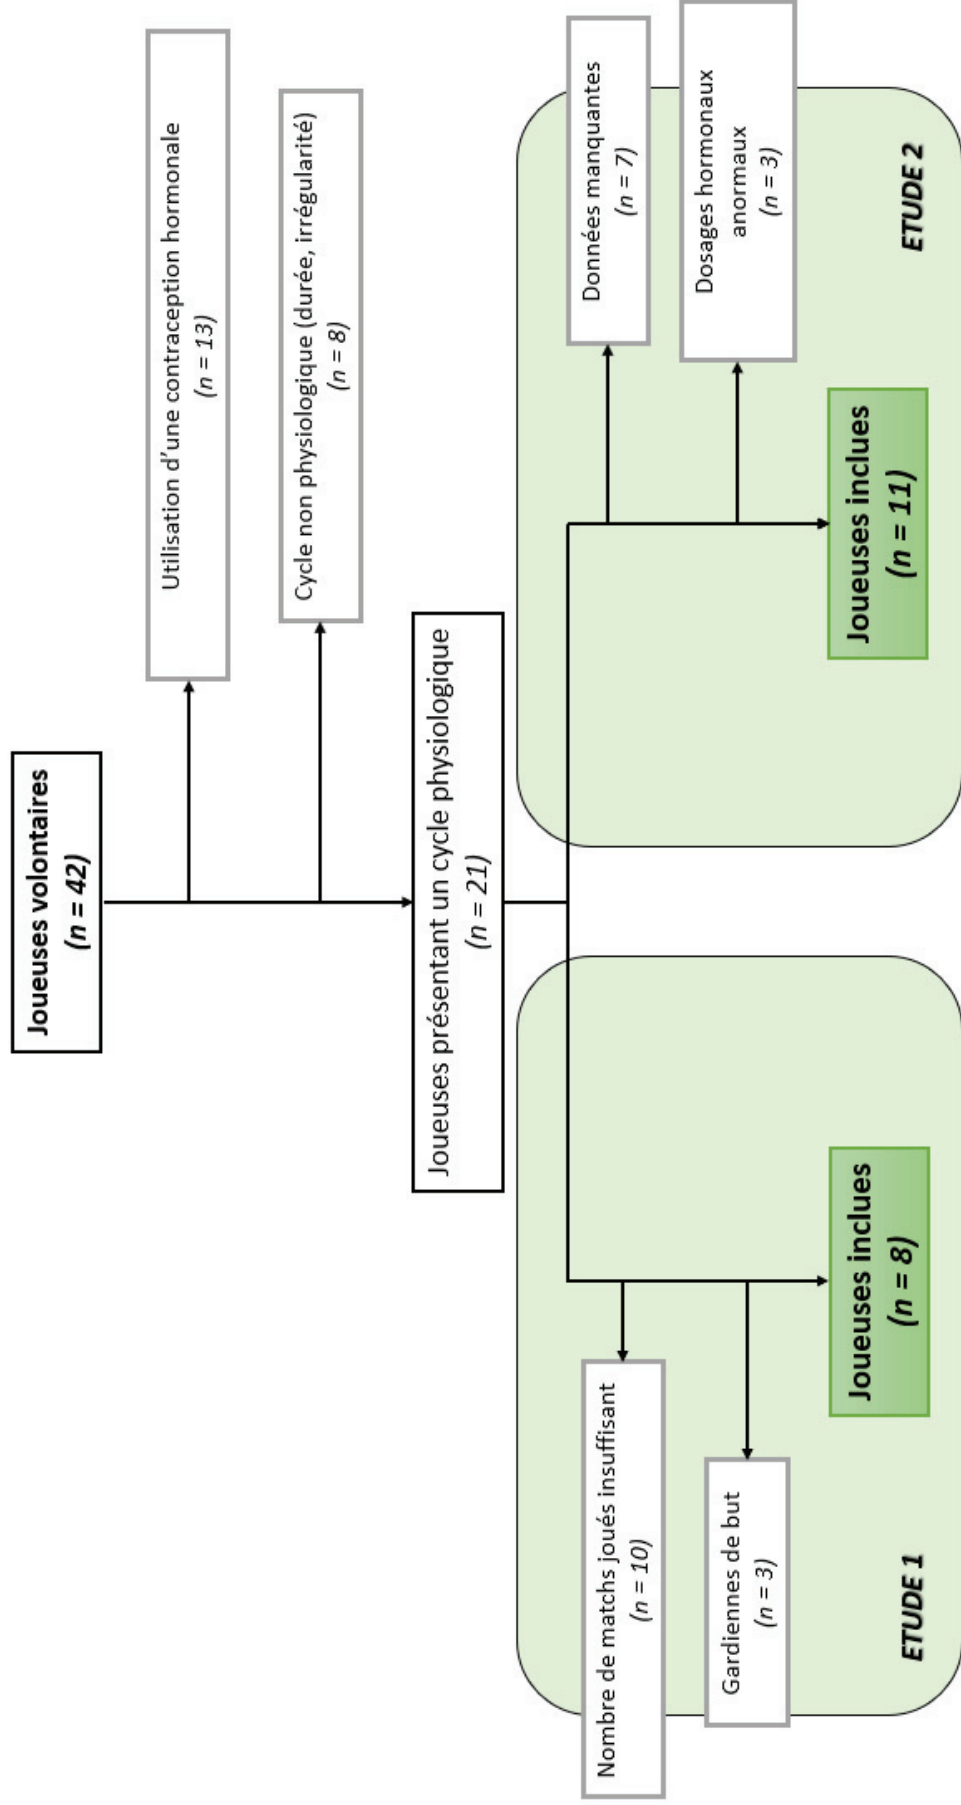 Joueuses volontaires
(n = 42)
Utilisation d'une contraception hormonale
(n = 13)
Cycle non physiologique (durée, irrégularité)
(n = 8)
Joueuses présentant un cycle physiologique
(n = 21)
Nombre de matchs joués insuffisant
(n = 10)
Gardiennes de but
(n = 3)
Joueuses inclues
(n = 8)
ETUDE 1
Données manquantes
(n = 7)
Dosages hormonaux
anormaux
(n = 3)
Joueuses inclues
(n = 11)
ETUDE 2